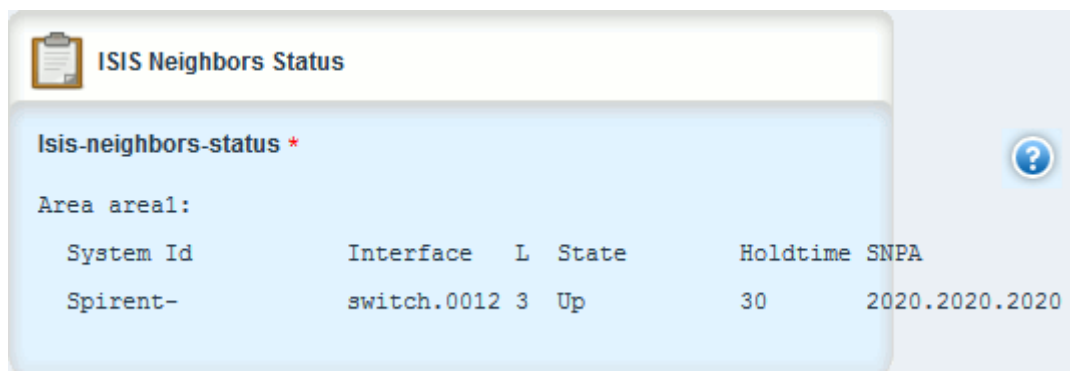 ISIS Neighbors Status
Isis-neighbors-status *
Area area1:
System Id Interface L State Holdtime SNPA
Spirent- switch.0012 3 Up 30 2020.2020.2020
?